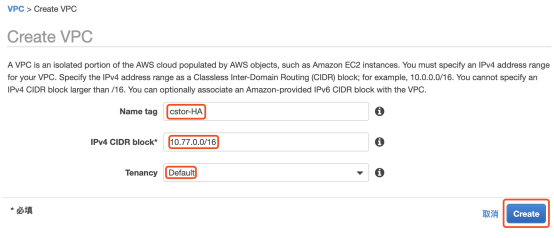 VPC > Create VPC
Create VPC
A VPC is an isolated portion of the AWS cloud populated by AWS objects, such as Amazon EC2 instances. You must specify an IPv4 address range
for your VPC. Specify the IPv4 address range as a Classless Inter-Domain Routing (CIDR) block; for example, 10.0.0.0/16. You cannot specify an
IPv4 CIDR block larger than /16. You can optionally associate an Amazon-provided IPv6 CIDR block with the VPC.
Name tag cstor-HA
IPv4 CIDR block* 10.77.0.0/16
Tenancy Default
* 必填
取消 Create